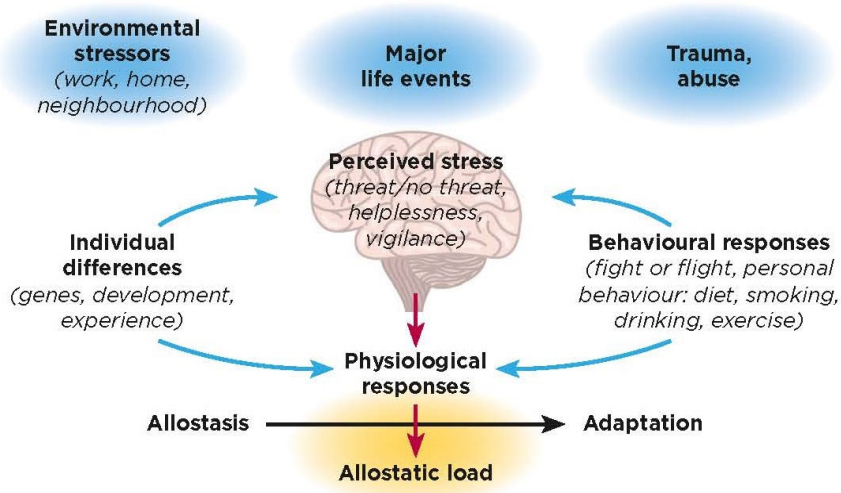 Environmental
stressors
(work, home,
neighbourhood)
Major
life events
Trauma,
abuse
Perceived stress
(threat/no threat,
helplessness,
vigilance)
Individual
differences
(genes, development,
experience)
Behavioural responses
(fight or flight, personal
behaviour: diet, smoking,
drinking, exercise)
Physiological
responses
Allostasis
Adaptation
Allostatic load